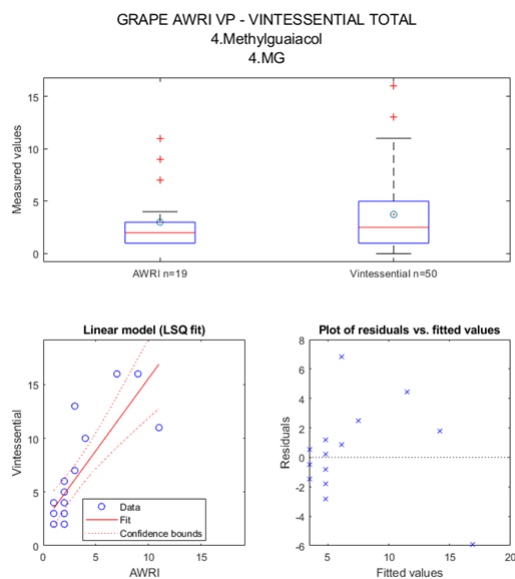 GRAPE AWRI VP - VINTESSENTIAL TOTAL
4.Methylguaiacol
4.MG
15
10
5
0
Measured values
AWRI n=19
Vintessential n=50
Linear model (LSQ fit)
15
10
5
0
Vintessential
Data
Fit
Confidence bounds
0
5
10
15
AWRI
Plot of residuals vs. fitted values
8
6
4
2
0
-2
-4
-6
Residuals
5
10
15
20
Fitted values